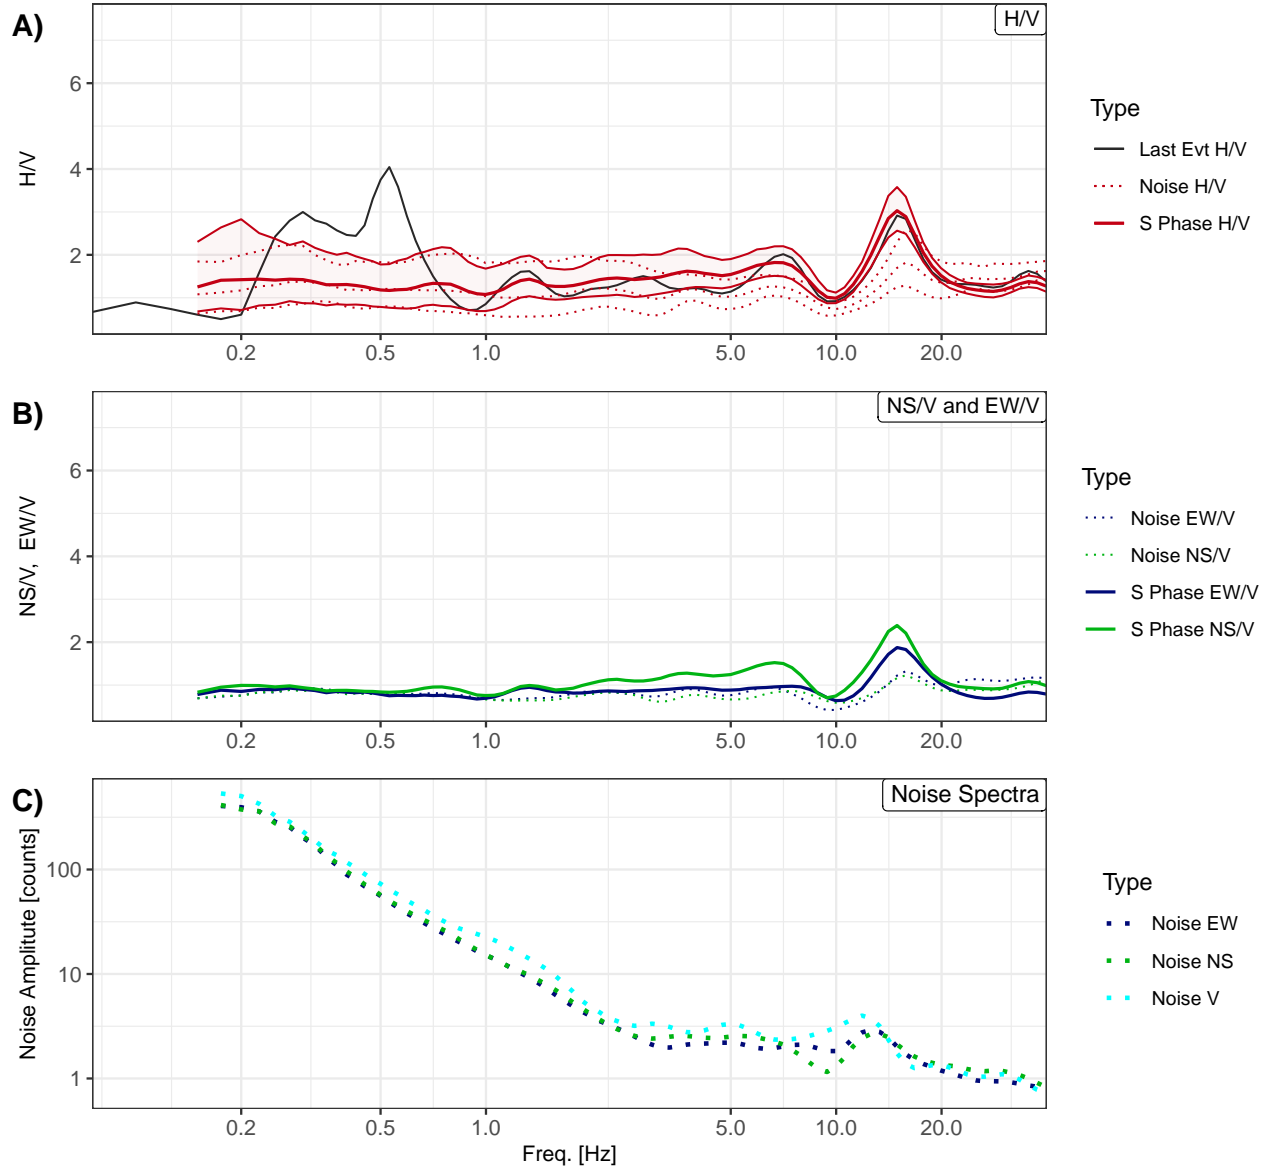 A)
H/V
6
4
2
H/V
0.2 0.5 1.0 5.0 10.0 20.0
Type
Last Evt H/V
Noise H/V
S Phase H/V
B)
NS/V and EW/V
6
4
2
NS/V, EW/V
0.2 0.5 1.0 5.0 10.0 20.0
Type
Noise EW/V
Noise NS/V
S Phase EW/V
S Phase NS/V
C)
Noise Spectra
100
10
1
Noise Amplitute [counts]
0.2 0.5 1.0 5.0 10.0 20.0
Freq. [Hz]
Type
Noise EW
Noise NS
Noise V